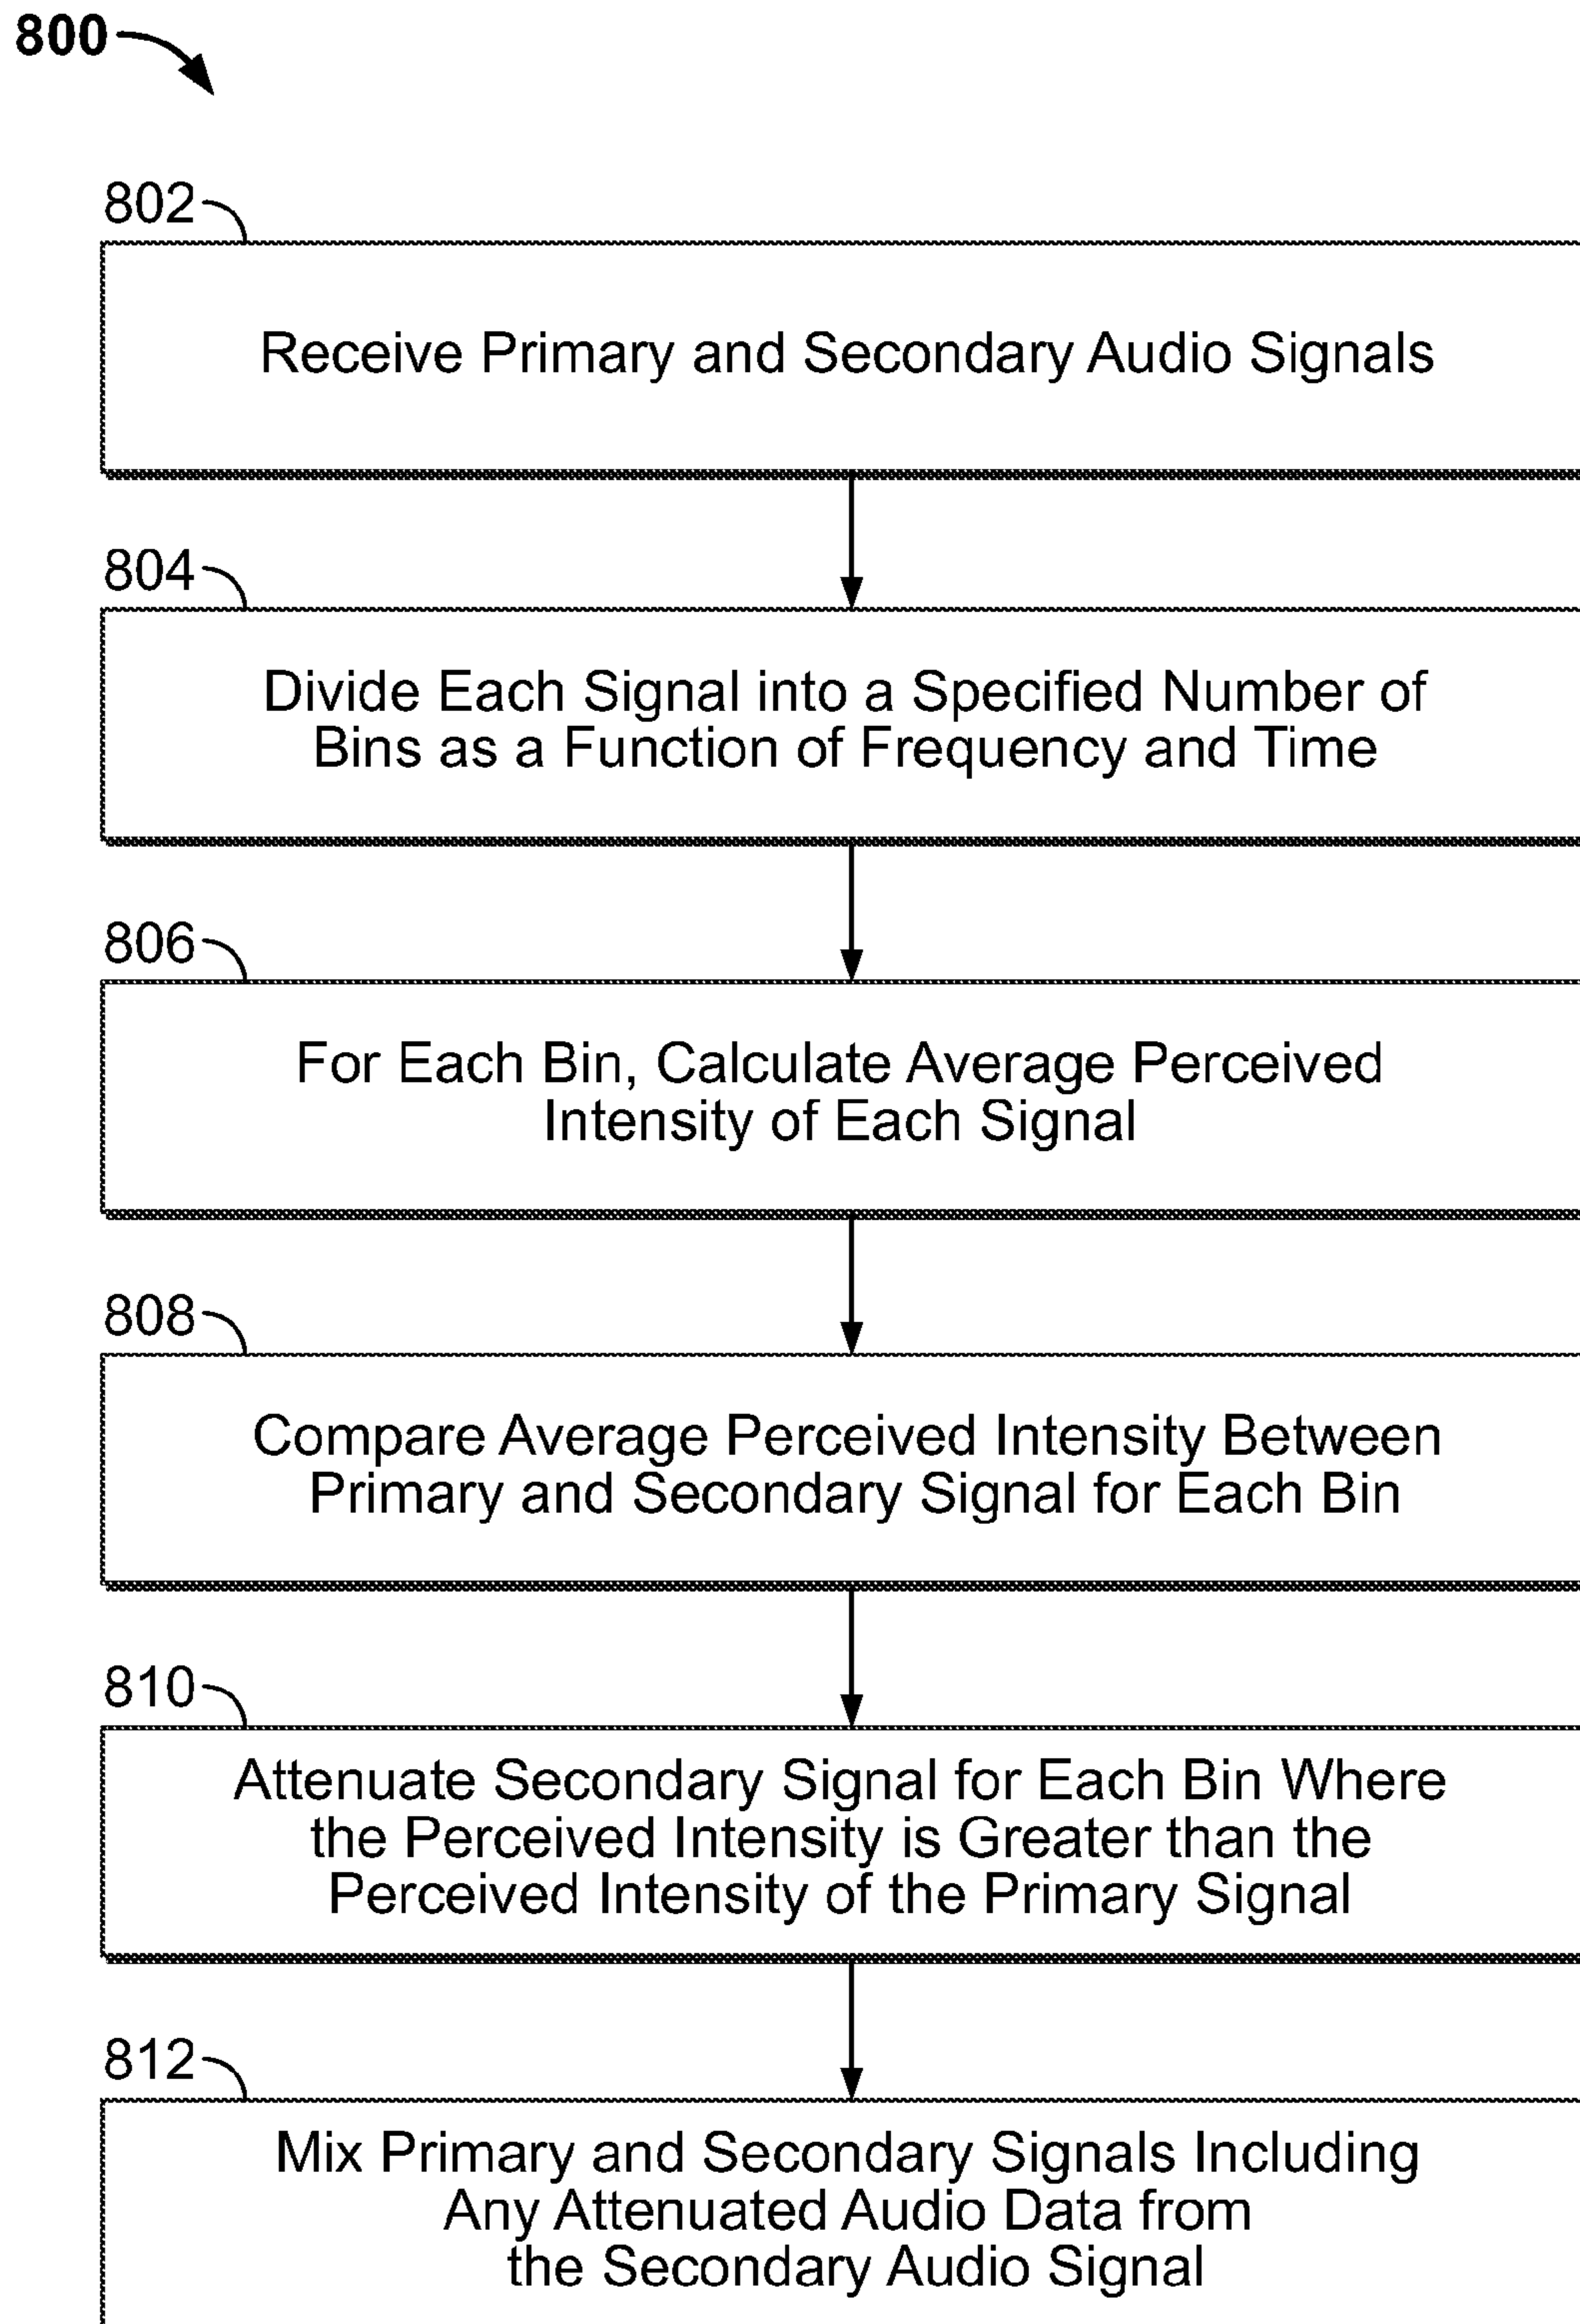 800
802
Receive Primary and Secondary Audio Signals
804
Divide Each Signal into a Specified Number of
Bins as a Function of Frequency and Time
806
For Each Bin, Calculate Average Perceived
Intensity of Each Signal
808
Compare Average Perceived Intensity Between
Primary and Secondary Signal for Each Bin
810
Attenuate Secondary Signal for Each Bin Where
the Perceived Intensity is Greater than the
Perceived Intensity of the Primary Signal
812
Mix Primary and Secondary Signals Including
Any Attenuated Audio Data from
the Secondary Audio Signal